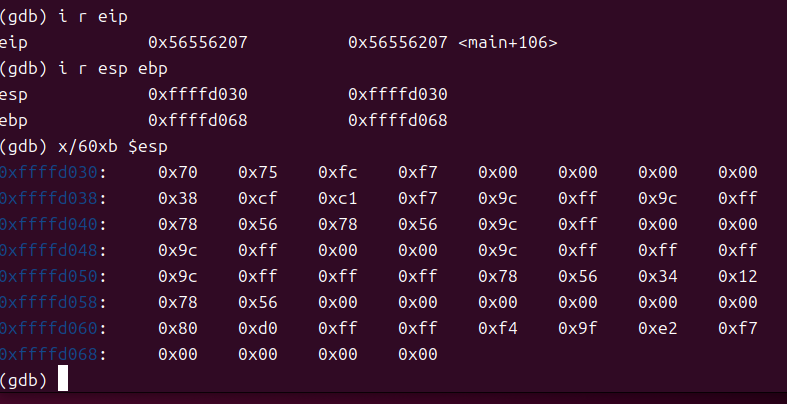 (gdb) i r eip
eip 0x56556207 0x56556207 <main+106>
(gdb) i r esp ebp
esp 0xffffd030 0xffffd030
ebp 0xffffd068 0xffffd068
(gdb) x/60xb $esp
0xffffd030: 0x70 0x75 0xfc 0xf7 0x00 0x00 0x00 0x00
0xffffd038: 0x38 0xcf 0xc1 0xf7 0x9c 0xff 0x9c 0xff
0xffffd040: 0x78 0x56 0x78 0x56 0x9c 0xff 0x00 0x00
0xffffd048: 0x9c 0xff 0x00 0x00 0x9c 0xff 0xff 0xff
0xffffd050: 0x9c 0xff 0xff 0xff 0x78 0x56 0x34 0x12
0xffffd058: 0x78 0x56 0x00 0x00 0x00 0x00 0x00 0x00
0xffffd060: 0x80 0xd0 0xff 0xff 0xf4 0x9f 0xe2 0xf7
0xffffd068: 0x00 0x00 0x00 0x00
(gdb)